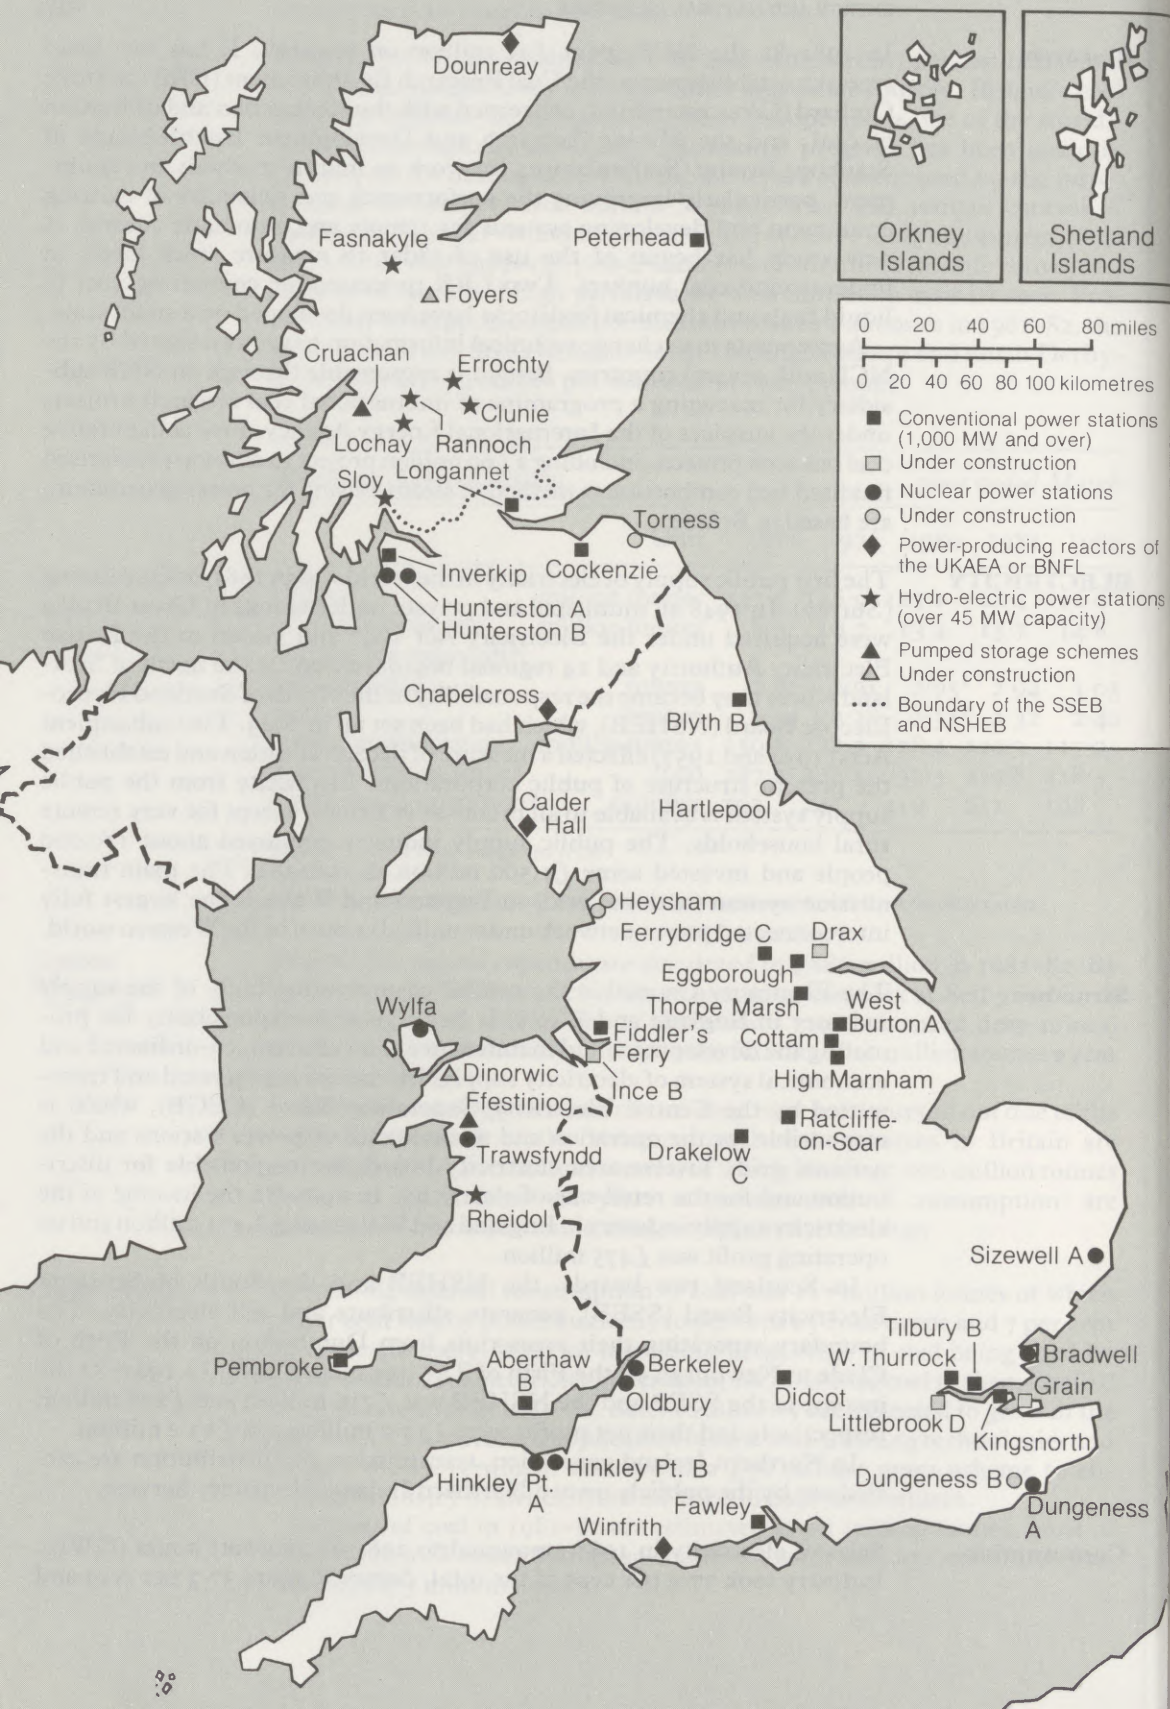 Dounreay
Orkney
Islands
Shetland
Islands
Fasnakyle
Peterhead
Foyers
0 20 40 60 80 miles
0 20 40 60 80 100 kilometres
Conventional power stations
(1,000 MW and over)
Under construction
Nuclear power stations
Under construction
Power-producing reactors of
the UKAEA or BNFL
Hydro-electric power stations
(over 45 MW capacity)
Pumped storage schemes
Under construction
Boundary of the SSEB
and NSHEB
Cruachan
Errochty
Clunie
Lochay
Rannoch
Longannet
Sloy
Torness
Inverkip
Cockenzie
Hunterston A
Hunterston B
Chapelcross
Blyth B
Hartlepool
Calder
Hall
Heysham
Ferrybridge C
Drax
Eggborough
Thorpe Marsh
West
Burton A
Wylfa
Fiddler's
Ferry
Cottam
Ince B
High Marnham
Dinorwic
Ffestiniog
Trawsfyndd
Ratcliffe-
on-Soar
Drakelow
C
Rheidol
Sizewell A
Tilbury B
Pembroke
Aberthaw
B
Berkeley
Oldbury
Didcot
W. Thurrock
Bradwell
Grain
Littlebrook D
Kingsnorth
Hinkley Pt.
A
Hinkley Pt. B
Dungeness B
Dungeness
A
Fawley
Winfrith